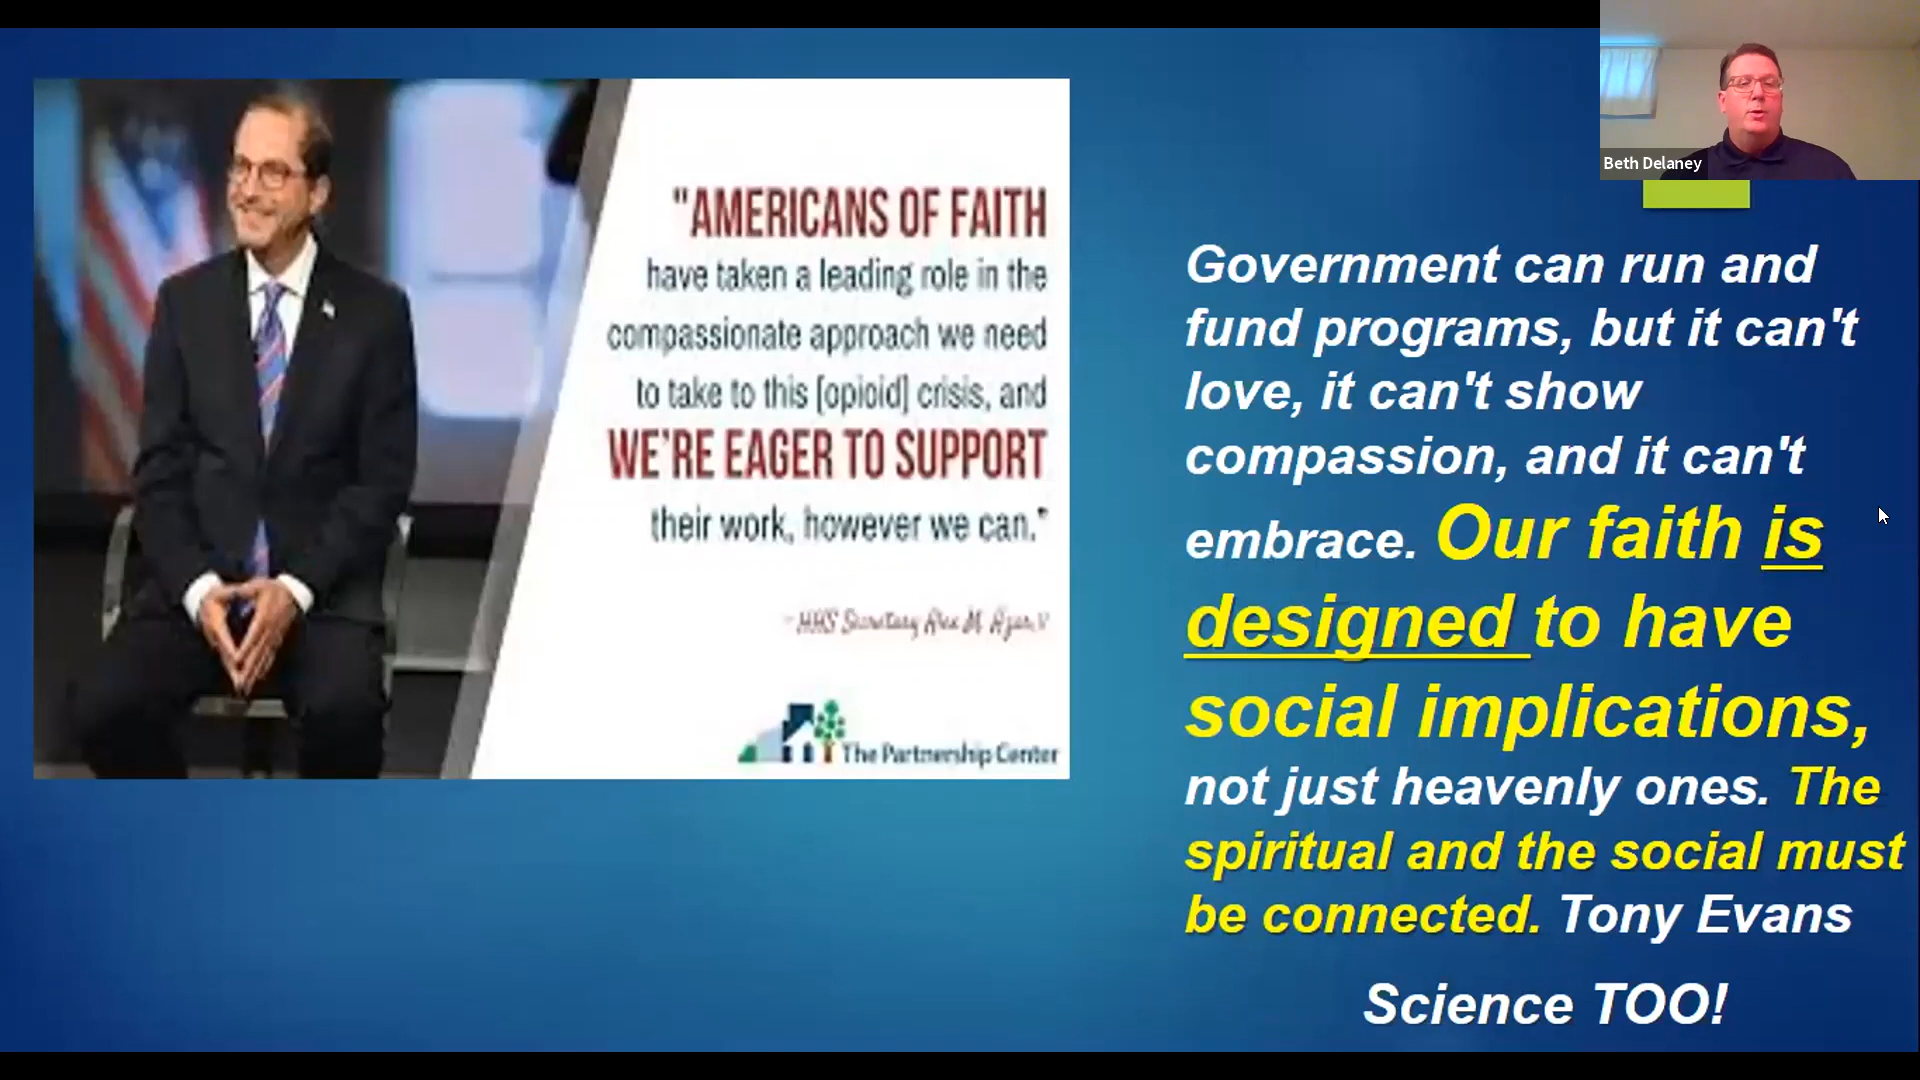 "AMERICANS OF FAITH
have taken a leading role in the
compassionate approach we need
to take to this [opioid] crisis, and
WE'RE EAGER TO SUPPORT
their work, however we can."
- HHS Secretary Alex M. Azar II
The Partnership Center
Beth Delaney
Government can run and
fund programs, but it can't
love, it can't show
compassion, and it can't
embrace. Our faith is
designed to have
social implications,
not just heavenly ones. The
spiritual and the social must
be connected. Tony Evans
Science TOO!